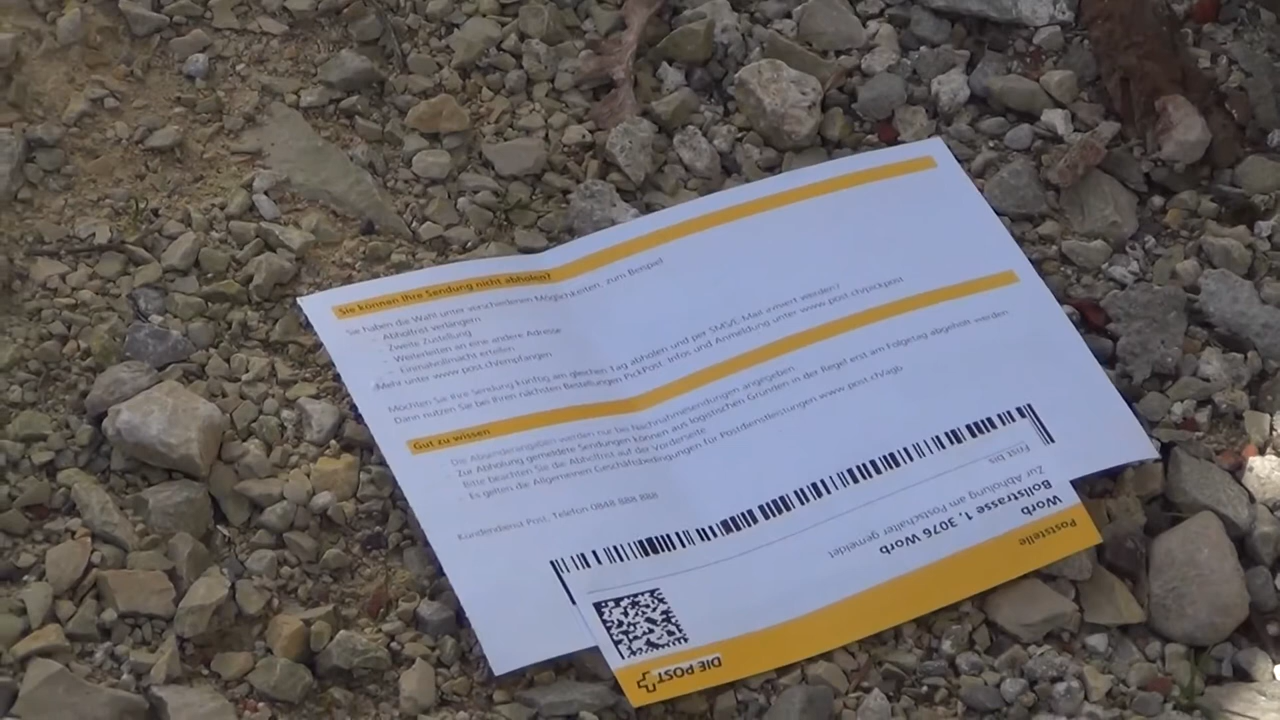 Sie können Ihre Sendung nicht abholen?
Sie haben die Wahl unter verschiedenen Möglichkeiten, zum Beispiel
- Abholfrist verlängern
- Zweite Zustellung
- Weiterleiten an eine andere Adresse
- Einmalvollmacht erteilen
Mehr unter www.post.ch/empfangen
Möchten Sie Ihre Sendung künftig am gleichen Tag abholen und per SMS/E-Mail informiert werden?
Dann nutzen Sie bei Ihren nächsten Bestellungen PickPost. Infos und Anmeldung unter www.post.ch/pickpost
Gut zu wissen
- Die Absenderangaben werden nur bei Nachnahmesendungen angegeben
- Zur Abholung gemeldete Sendungen können aus logistischen Gründen in der Regel erst am Folgetag abgeholt werden
- Bitte beachten Sie die Abholfrist auf der Vorderseite
- Es gelten die Allgemeinen Geschäftsbedingungen für Postdienstleistungen www.post.ch/agb
Kundendienst Post, Telefon 0848 888 888
DIE POST
Poststelle
Worb
Bollstrasse 1, 3076 Worb
Zur Abholung am Postschalter gemeldet
Frist bis